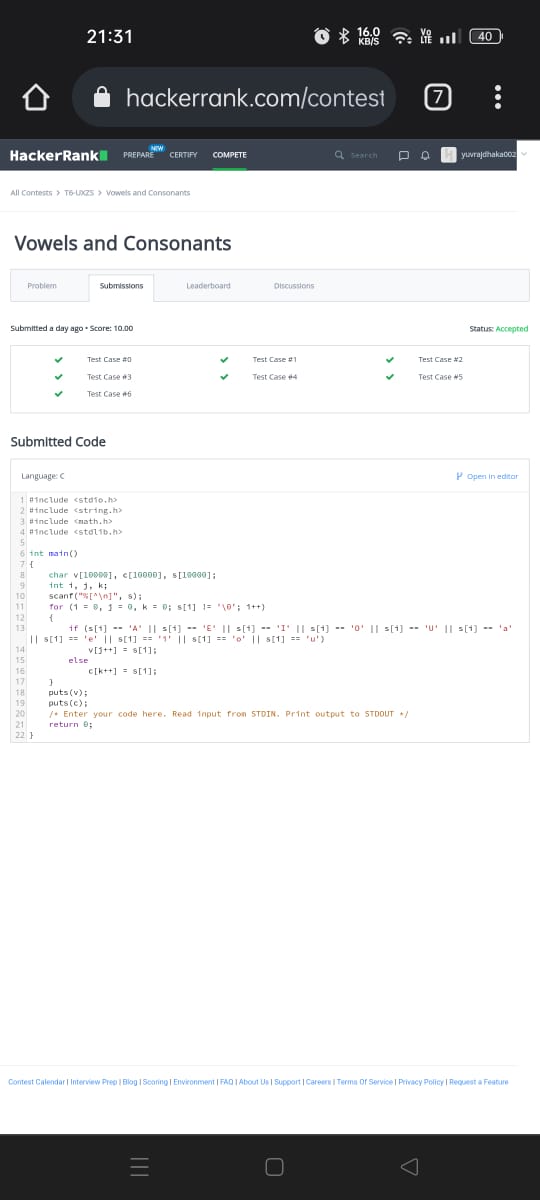 21:31
16.0 KB/S Vo LTE 40
hackerrank.com/contest
7
HackerRank PREPARE NEW CERTIFY COMPETE Search H yuvrajdhaka002
All Contests > T6-UXZS > Vowels and Consonants
Vowels and Consonants
Problem Submissions Leaderboard Discussions
Submitted a day ago • Score: 10.00 Status: Accepted
Test Case #0 Test Case #1 Test Case #2
Test Case #3 Test Case #4 Test Case #5
Test Case #6
Submitted Code
Language: C Open in editor
1 #include <stdio.h>
2 #include <string.h>
3 #include <math.h>
4 #include <stdlib.h>
5
6 int main()
7 {
8 char v[10000], c[10000], s[10000];
9 int i, j, k;
10 scanf("%[^\n]", s);
11 for (i = 0, j = 0, k = 0; s[i] != '\0'; i++)
12 {
13 if (s[i] == 'A' || s[i] == 'E' || s[i] == 'I' || s[i] == 'O' || s[i] == 'U' || s[i] == 'a'
|| s[i] == 'e' || s[i] == 'i' || s[i] == 'o' || s[i] == 'u')
14 v[j++] = s[i];
15 else
16 c[k++] = s[i];
17 }
18 puts(v);
19 puts(c);
20 /* Enter your code here. Read input from STDIN. Print output to STDOUT */
21 return 0;
22 }
Contest Calendar | Interview Prep | Blog | Scoring | Environment | FAQ | About Us | Support | Careers | Terms Of Service | Privacy Policy | Request a Feature